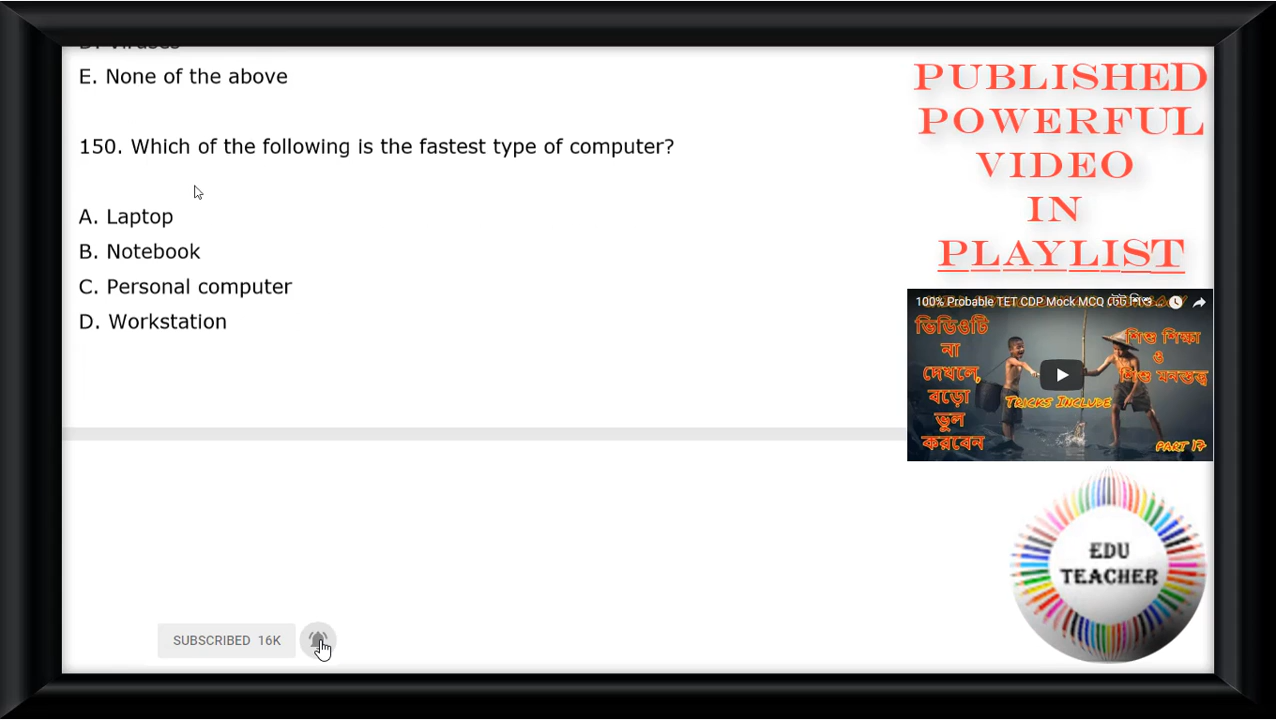 D. Viruses
E. None of the above
150. Which of the following is the fastest type of computer?
A. Laptop
B. Notebook
C. Personal computer
D. Workstation
PUBLISHED
POWERFUL
VIDEO
IN
PLAYLIST
100% Probable TET CDP Mock MCQ টেট শিশু ...
ভিডিওটি
না
দেখলে,
বড়ো
ভুল
করবেন
শিশু শিক্ষা
ও
শিশু মনস্তত্ত্ব
Tricks Include
PART 17
EDU
TEACHER
SUBSCRIBED 16K